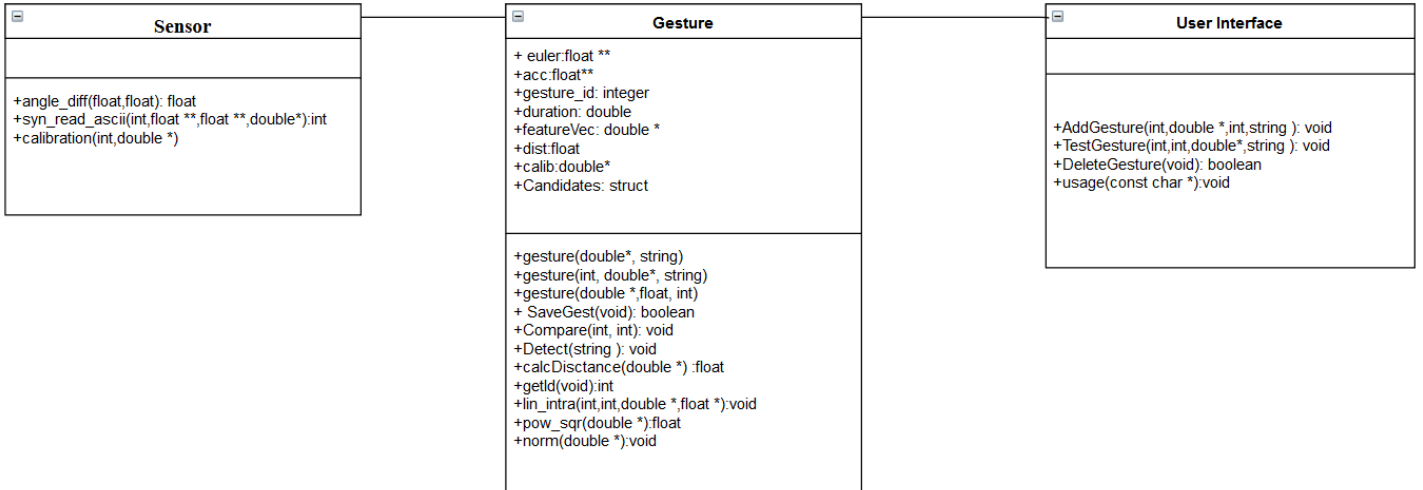 Sensor
+angle_diff(float,float): float
+syn_read_ascii(int,float **,float **,double*):int
+calibration(int,double *)
Gesture
+ euler:float **
+acc:float**
+gesture_id: integer
+duration: double
+featureVec: double *
+dist:float
+calib:double*
+Candidates: struct
+gesture(double*, string)
+gesture(int, double*, string)
+gesture(double *,float, int)
+ SaveGest(void): boolean
+Compare(int, int): void
+Detect(string ): void
+calcDisctance(double *) :float
+getId(void):int
+lin_intra(int,int,double *,float *):void
+pow_sqr(double *):float
+norm(double *):void
User Interface
+AddGesture(int,double *,int,string ): void
+TestGesture(int,int,double*,string ): void
+DeleteGesture(void): boolean
+usage(const char *):void